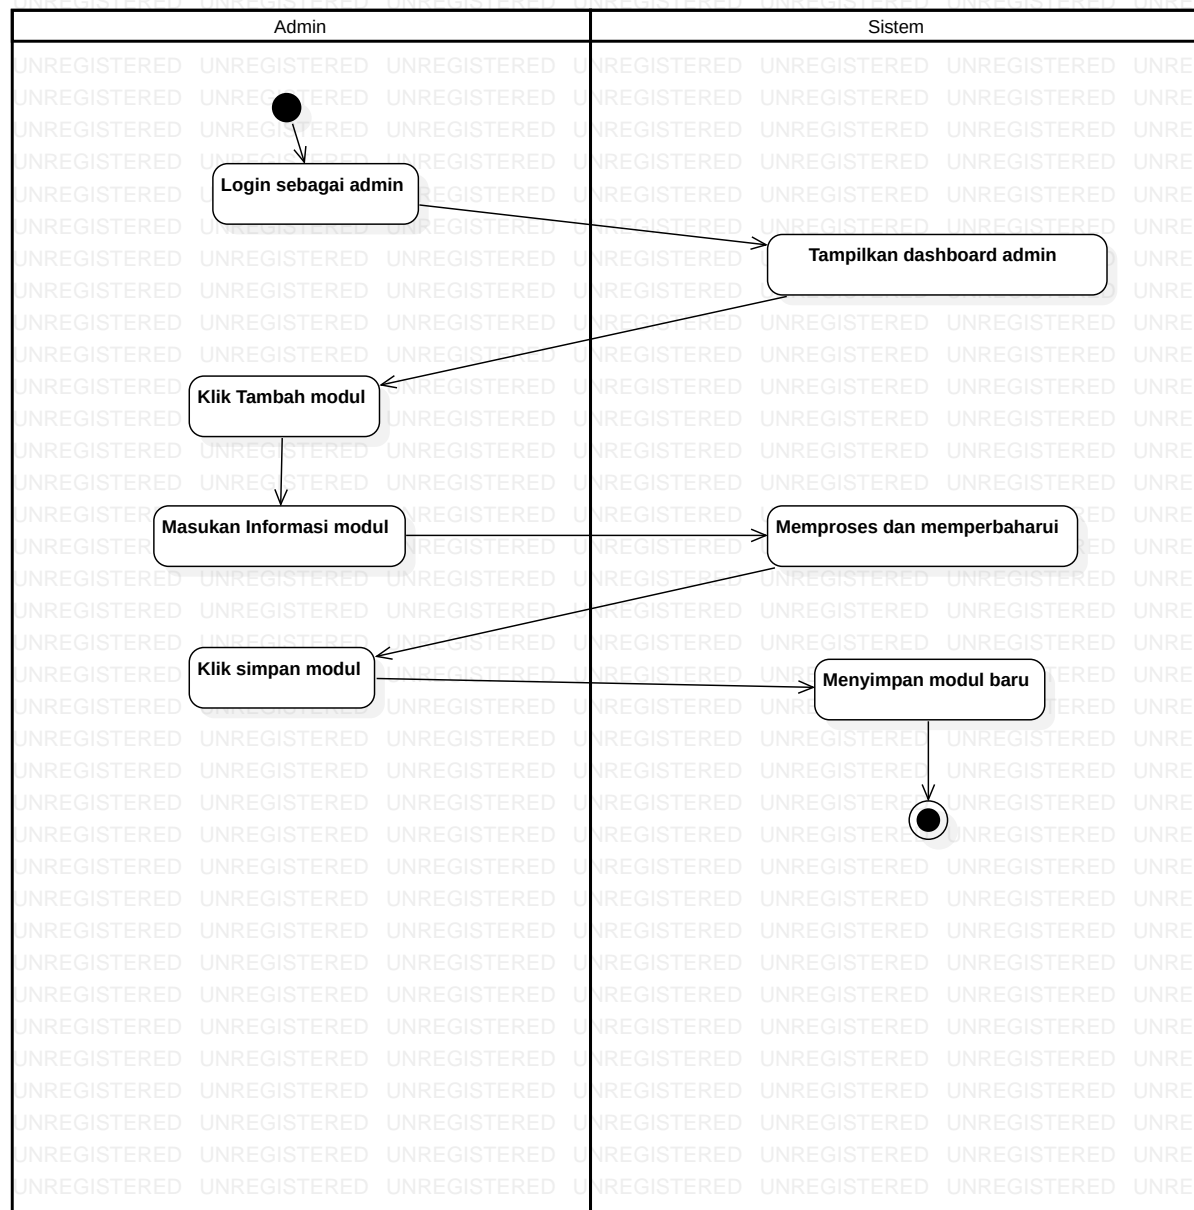 Admin
Sistem
Login sebagai admin
Tampilkan dashboard admin
Klik Tambah modul
Masukan Informasi modul
Memproses dan memperbaharui
Klik simpan modul
Menyimpan modul baru
UNREGISTERED